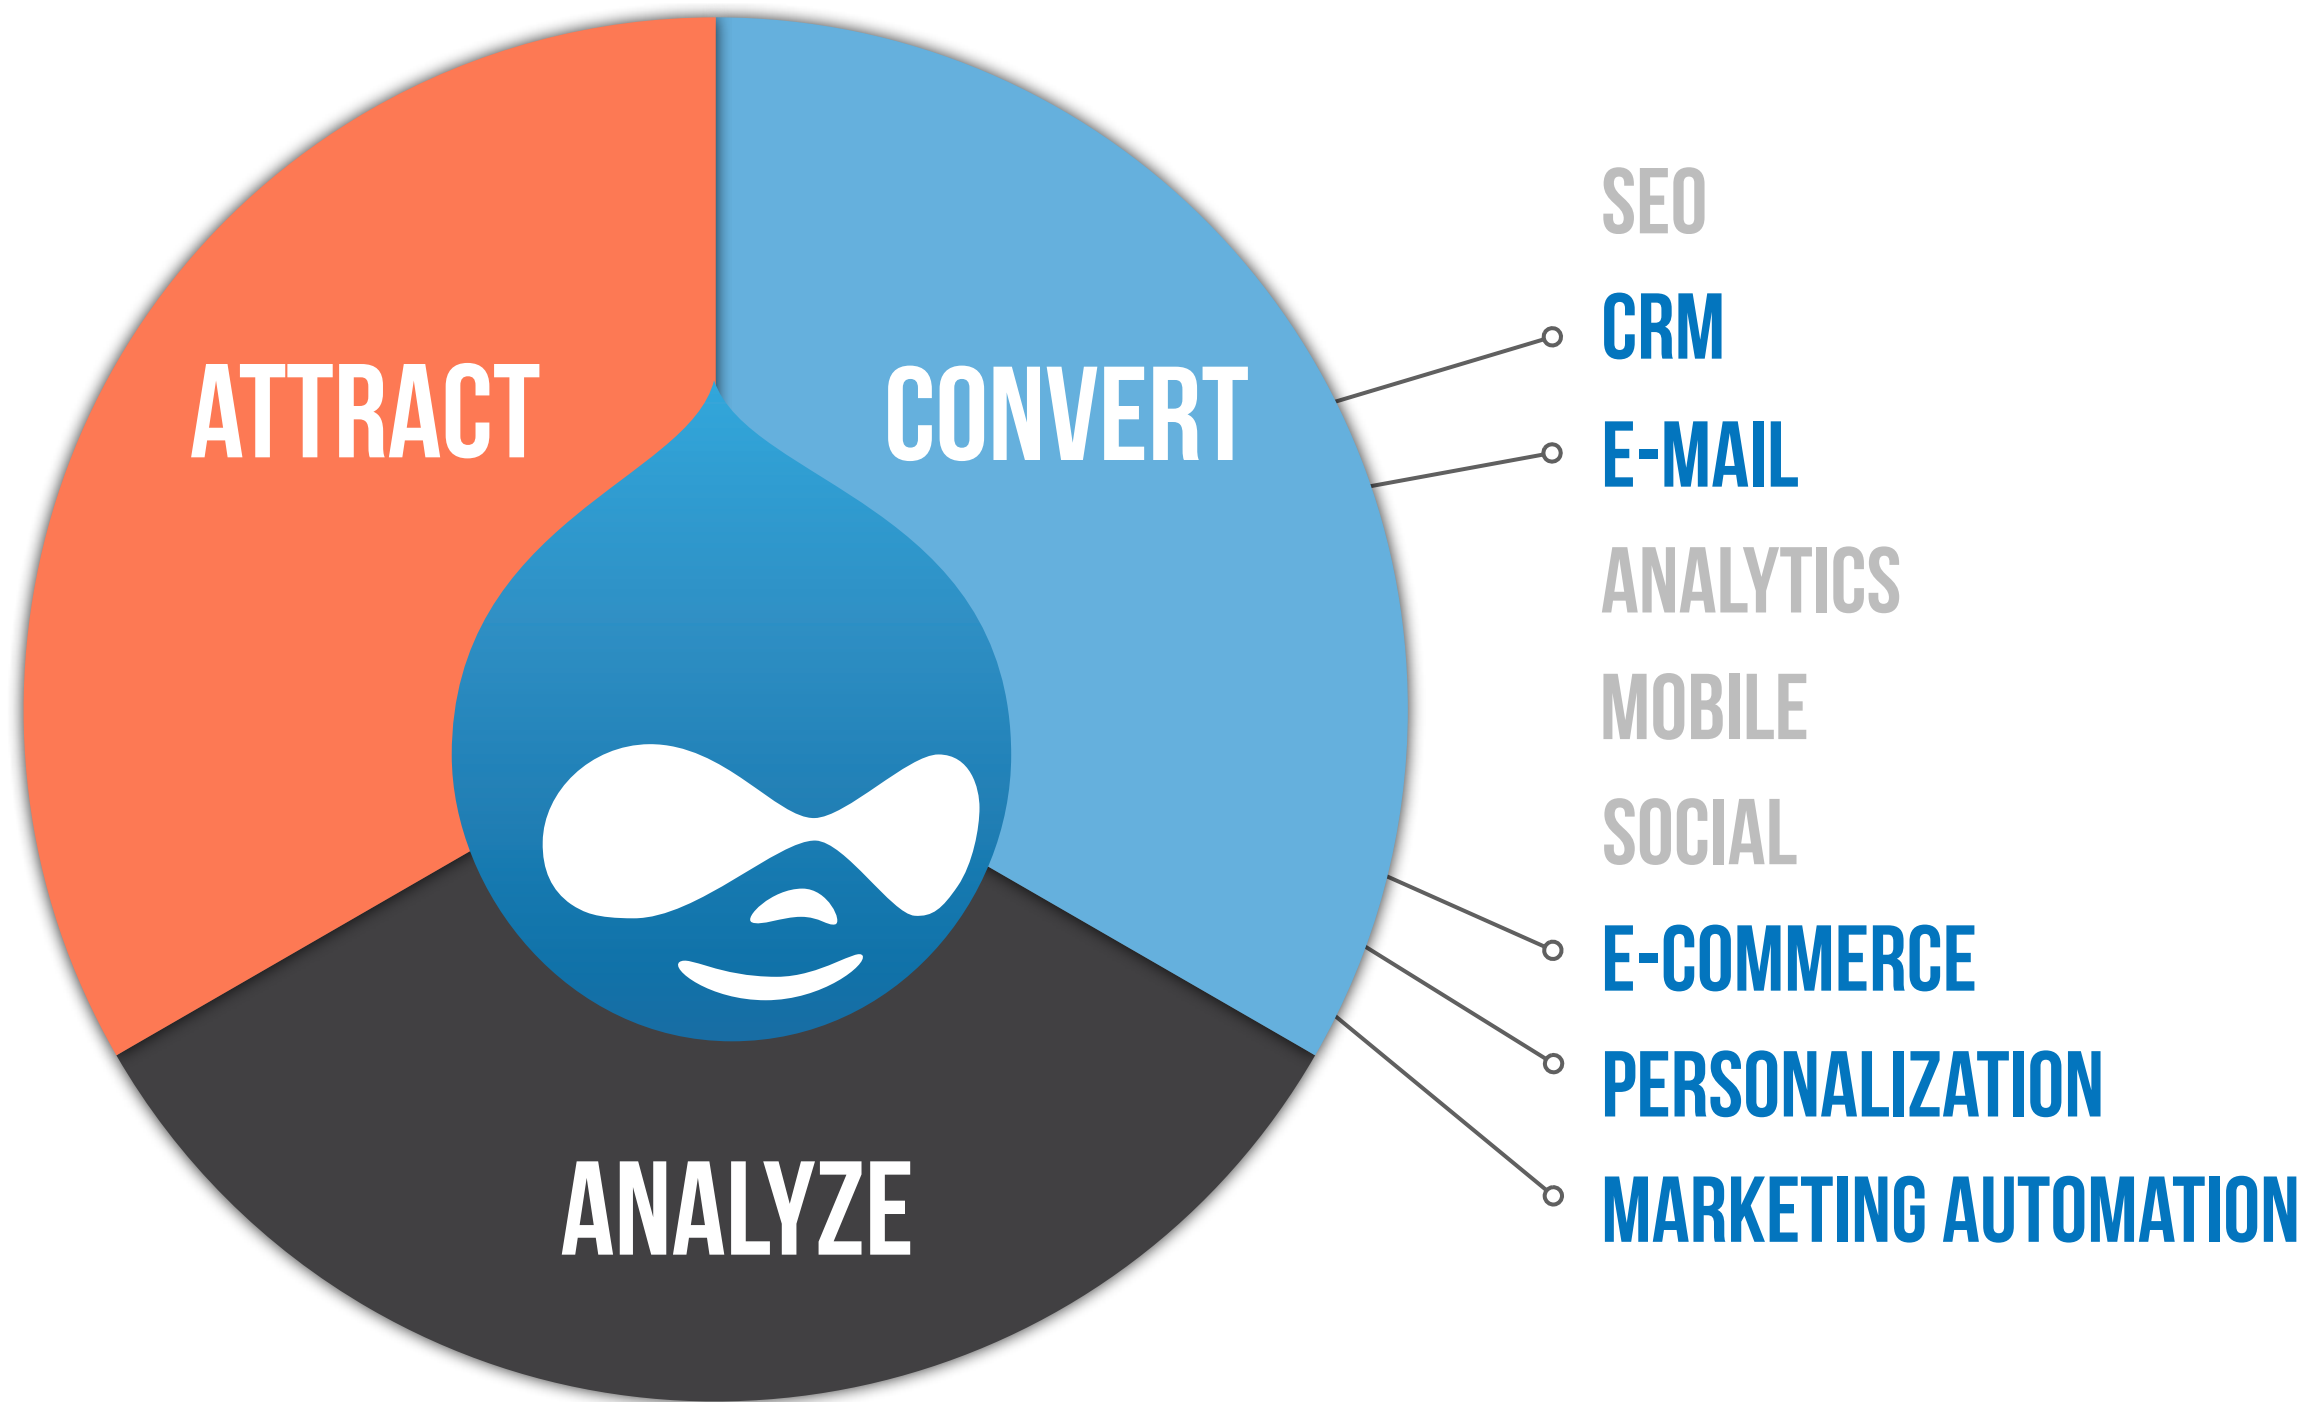 ATTRACT
CONVERT
ANALYZE
SEO
CRM
E-MAIL
ANALYTICS
MOBILE
SOCIAL
E-COMMERCE
PERSONALIZATION
MARKETING AUTOMATION